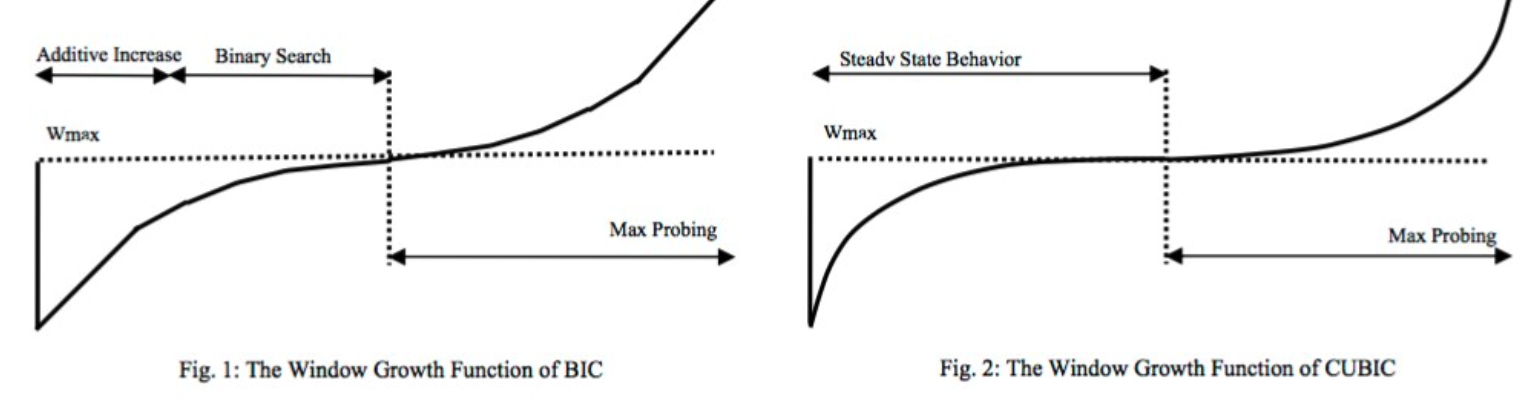 Additive Increase
Binary Search
Wmax
Max Probing
Fig. 1: The Window Growth Function of BIC
Steady State Behavior
Wmax
Max Probing
Fig. 2: The Window Growth Function of CUBIC